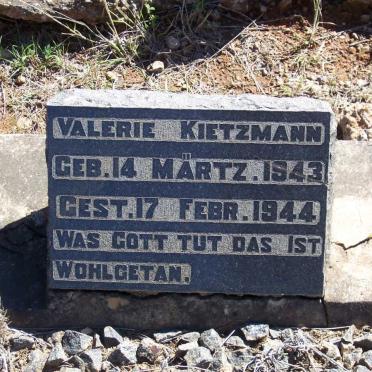 VALERIE KIETZMANN
GEB. 14 MÄRTZ. 1943
GEST. 17 FEBR. 1944
WAS GOTT TUT DAS IST
WOHLGETAN.